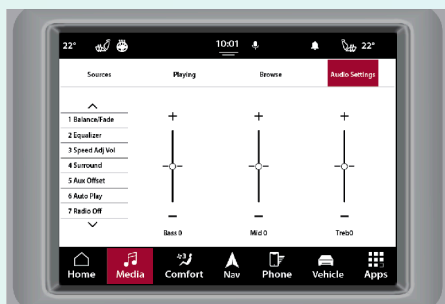 22° 10:01 22°
Sources Playing Browse Audio Settings
1 Balance/Fade
2 Equalizer
3 Speed Adj Vol
4 Surround
5 Aux Offset
6 Auto Play
7 Radio Off
+ + +
− − −
Bass 0 Mid 0 Treb0
Home Media Comfort Nav Phone Vehicle Apps